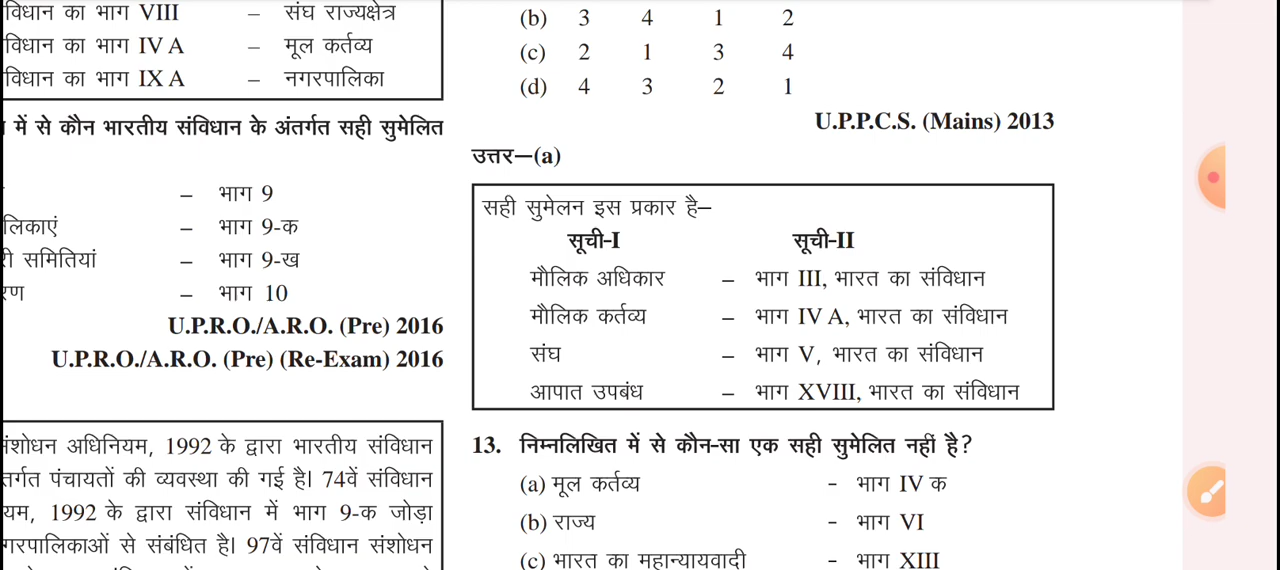 विधान का भाग VIII – संघ राज्यक्षेत्र
विधान का भाग IV A – मूल कर्तव्य
विधान का भाग IX A – नगरपालिका
में से कौन भारतीय संविधान के अंतर्गत सही सुमेलित
– भाग 9
लिकाएं – भाग 9-क
री समितियां – भाग 9-ख
रण – भाग 10
U.P.R.O./A.R.O. (Pre) 2016
U.P.R.O./A.R.O. (Pre) (Re-Exam) 2016
संशोधन अधिनियम, 1992 के द्वारा भारतीय संविधान
तर्गत पंचायतों की व्यवस्था की गई है। 74वें संविधान
यम, 1992 के द्वारा संविधान में भाग 9-क जोड़ा
गरपालिकाओं से संबंधित है। 97वें संविधान संशोधन
(b) 3 4 1 2
(c) 2 1 3 4
(d) 4 3 2 1
U.P.P.C.S. (Mains) 2013
उत्तर—(a)
सही सुमेलन इस प्रकार है–
सूची-I सूची-II
मौलिक अधिकार – भाग III, भारत का संविधान
मौलिक कर्तव्य – भाग IV A, भारत का संविधान
संघ – भाग V, भारत का संविधान
आपात उपबंध – भाग XVIII, भारत का संविधान
13. निम्नलिखित में से कौन-सा एक सही सुमेलित नहीं है?
(a) मूल कर्तव्य - भाग IV क
(b) राज्य - भाग VI
(c) भारत का महान्यायवादी - भाग XIII